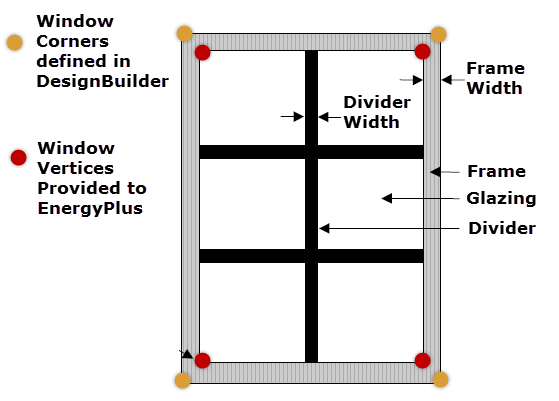 Window
Corners
defined in
DesignBuilder
Window
Vertices
Provided to
EnergyPlus
Divider
Width
Frame
Width
Frame
Glazing
Divider